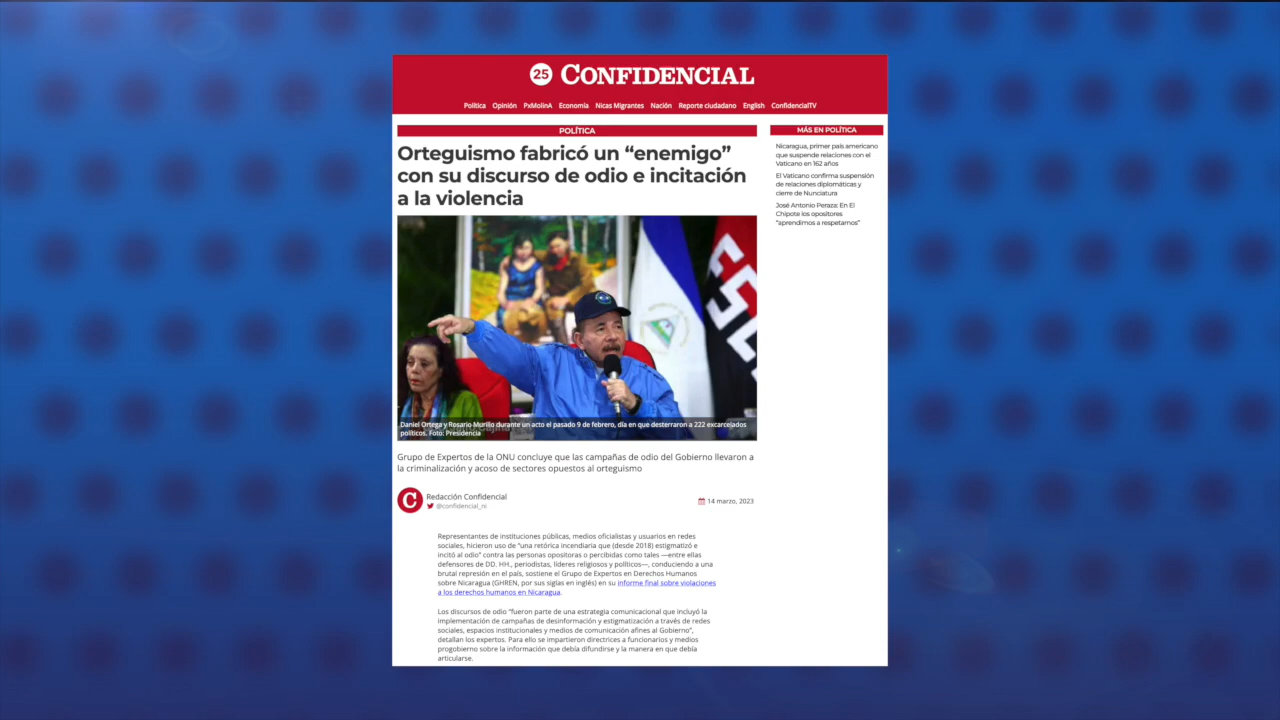 25 CONFIDENCIAL
Política Opinión PxMolinA Economía Nicas Migrantes Nación Reporte ciudadano English ConfidencialTV
POLÍTICA
Orteguismo fabricó un “enemigo”
con su discurso de odio e incitación
a la violencia
Daniel Ortega y Rosario Murillo durante un acto el pasado 9 de febrero, día en que desterraron a 222 excarcelados
políticos. Foto: Presidencia
Grupo de Expertos de la ONU concluye que las campañas de odio del Gobierno llevaron a
la criminalización y acoso de sectores opuestos al orteguismo
C
Redacción Confidencial
@confidencial_ni
14 marzo, 2023
Representantes de instituciones públicas, medios oficialistas y usuarios en redes
sociales, hicieron uso de “una retórica incendiaria que (desde 2018) estigmatizó e
incitó al odio” contra las personas opositoras o percibidas como tales —entre ellas
defensores de DD. HH., periodistas, líderes religiosos y políticos—, conduciendo a una
brutal represión en el país, sostiene el Grupo de Expertos en Derechos Humanos
sobre Nicaragua (GHREN, por sus siglas en inglés) en su informe final sobre violaciones
a los derechos humanos en Nicaragua.
Los discursos de odio “fueron parte de una estrategia comunicacional que incluyó la
implementación de campañas de desinformación y estigmatización a través de redes
sociales, espacios institucionales y medios de comunicación afines al Gobierno”,
detallan los expertos. Para ello se impartieron directrices a funcionarios y medios
progobierno sobre la información que debía difundirse y la manera en que debía
articularse.
MÁS EN POLÍTICA
Nicaragua, primer país americano
que suspende relaciones con el
Vaticano en 162 años
El Vaticano confirma suspensión
de relaciones diplomáticas y
cierre de Nunciatura
José Antonio Peraza: En El
Chipote los opositores
“aprendimos a respetarnos”